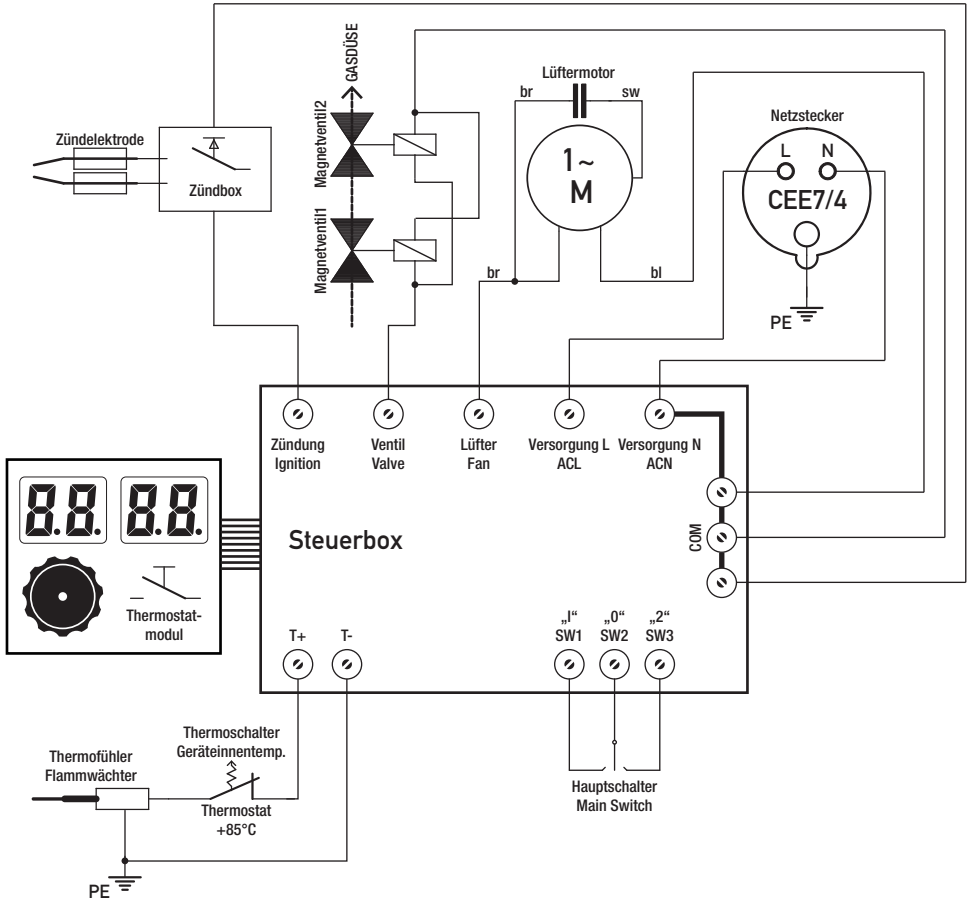 GASDÜSE
Magnetventil2
Magnetventil1
Zündelektrode
Zündbox
Lüftermotor
br
sw
1~
M
br
bl
Netzstecker
L N
CEE7/4
PE
Zündung
Ignition
Ventil
Valve
Lüfter
Fan
Versorgung L
ACL
Versorgung N
ACN
COM
Steuerbox
8.8. 8.8.
Thermostat-
modul
T+
T-
„I“
SW1
„0“
SW2
„2“
SW3
Thermofühler
Flammwächter
Thermoschalter
Geräteinnentemp.
Thermostat
+85°C
Hauptschalter
Main Switch
PE